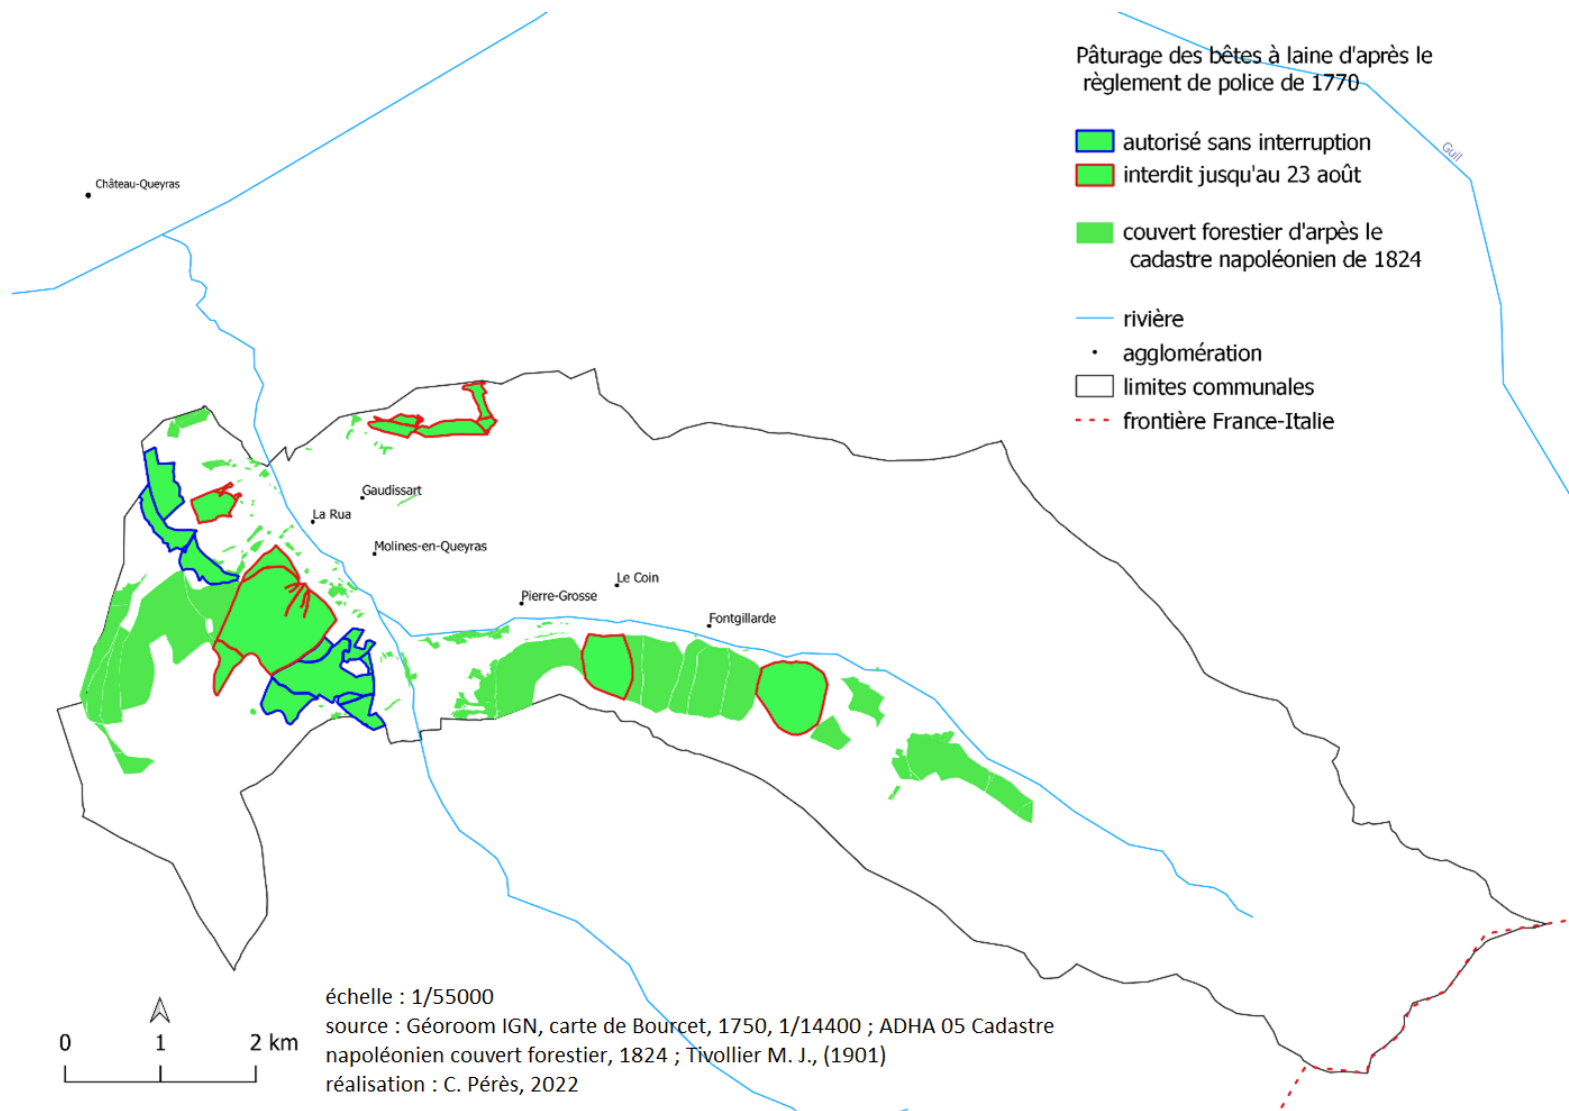 Pâturage des bêtes à laine d'après le
règlement de police de 1770
autorisé sans interruption
interdit jusqu'au 23 août
couvert forestier d'arpès le
cadastre napoléonien de 1824
rivière
agglomération
limites communales
frontière France-Italie
Guil
Château-Queyras
Gaudissart
La Rua
Molines-en-Queyras
Le Coin
Pierre-Grosse
Fontgillarde
échelle : 1/55000
source : Géoroom IGN, carte de Bourcet, 1750, 1/14400 ; ADHA 05 Cadastre
napoléonien couvert forestier, 1824 ; Tivollier M. J., (1901)
réalisation : C. Pérès, 2022
0 1 2 km